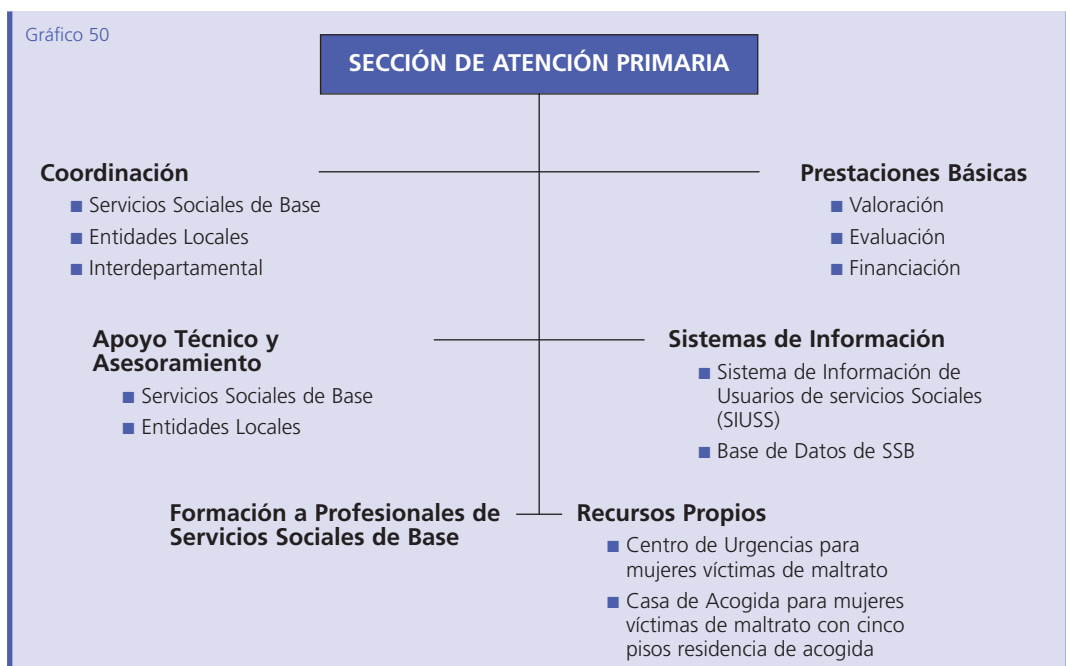 Gráfico 50
SECCIÓN DE ATENCIÓN PRIMARIA
Coordinación
■ Servicios Sociales de Base
■ Entidades Locales
■ Interdepartamental
Prestaciones Básicas
■ Valoración
■ Evaluación
■ Financiación
Apoyo Técnico y
Asesoramiento
■ Servicios Sociales de Base
■ Entidades Locales
Sistemas de Información
■ Sistema de Información de
Usuarios de servicios Sociales
(SIUSS)
■ Base de Datos de SSB
Formación a Profesionales de
Servicios Sociales de Base
Recursos Propios
■ Centro de Urgencias para
mujeres víctimas de maltrato
■ Casa de Acogida para mujeres
víctimas de maltrato con cinco
pisos residencia de acogida